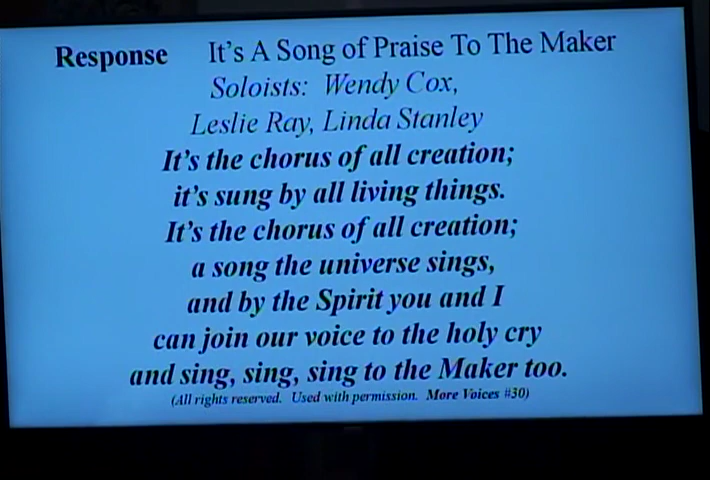 Response It's A Song of Praise To The Maker
Soloists: Wendy Cox,
Leslie Ray, Linda Stanley
It's the chorus of all creation;
it's sung by all living things.
It's the chorus of all creation;
a song the universe sings,
and by the Spirit you and I
can join our voice to the holy cry
and sing, sing, sing to the Maker too.
(All rights reserved. Used with permission. More Voices #30)